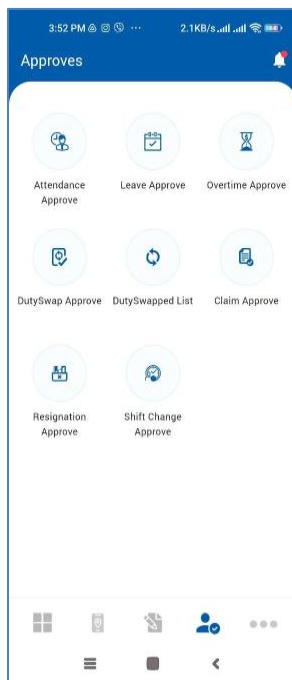 3:52 PM ··· 2.1KB/s
Approves
Attendance Leave Approve Overtime Approve
Approve
DutySwap Approve DutySwapped List Claim Approve
Resignation Shift Change
Approve Approve